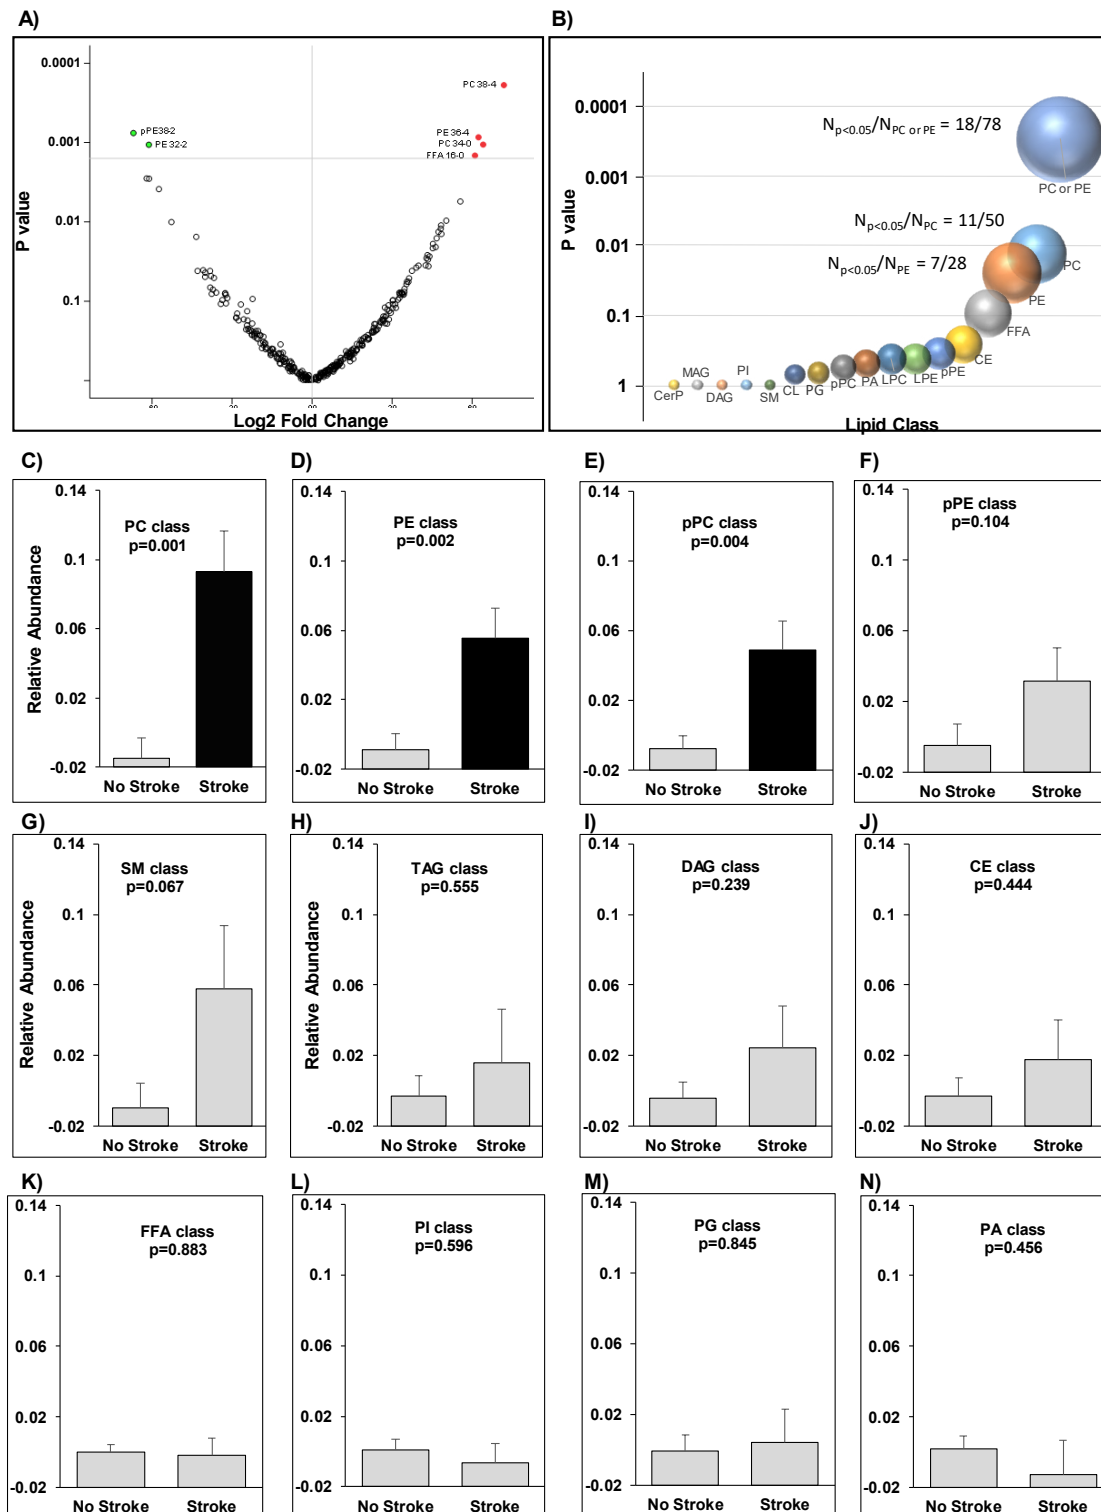 A)
0.0001
0.001
0.01
0.1
P value
PC 38-4
PE 36-4
PC 34-0
FFA 16-0
pPE38-2
PE 32-2
Log2 Fold Change
B)
0.0001
0.001
0.01
0.1
1
P value
Np<0.05/NPC or PE = 18/78
Np<0.05/NPC = 11/50
Np<0.05/NPE = 7/28
PC or PE
PC
PE
FFA
CE
pPE
LPE
LPC
PA
pPC
PG
CL
SM
PI
DAG
MAG
CerP
Lipid Class
C)
0.14
0.1
0.06
0.02
-0.02
Relative Abundance
PC class
p=0.001
No Stroke Stroke
D)
0.14
0.1
0.06
0.02
-0.02
PE class
p=0.002
No Stroke Stroke
E)
0.14
0.1
0.06
0.02
-0.02
pPC class
p=0.004
No Stroke Stroke
F)
0.14
0.1
0.06
0.02
-0.02
pPE class
p=0.104
No Stroke Stroke
G)
0.14
0.1
0.06
0.02
-0.02
Relative Abundance
SM class
p=0.067
No Stroke Stroke
H)
0.14
0.1
0.06
0.02
-0.02
Relative Abundance
TAG class
p=0.555
No Stroke Stroke
I)
0.14
0.1
0.06
0.02
-0.02
DAG class
p=0.239
No Stroke Stroke
J)
0.14
0.1
0.06
0.02
-0.02
CE class
p=0.444
No Stroke Stroke
K)
0.14
0.1
0.06
0.02
-0.02
FFA class
p=0.883
No Stroke Stroke
L)
0.14
0.1
0.06
0.02
-0.02
PI class
p=0.596
No Stroke Stroke
M)
0.14
0.1
0.06
0.02
-0.02
PG class
p=0.845
No Stroke Stroke
N)
0.14
0.1
0.06
0.02
-0.02
PA class
p=0.456
No Stroke Stroke